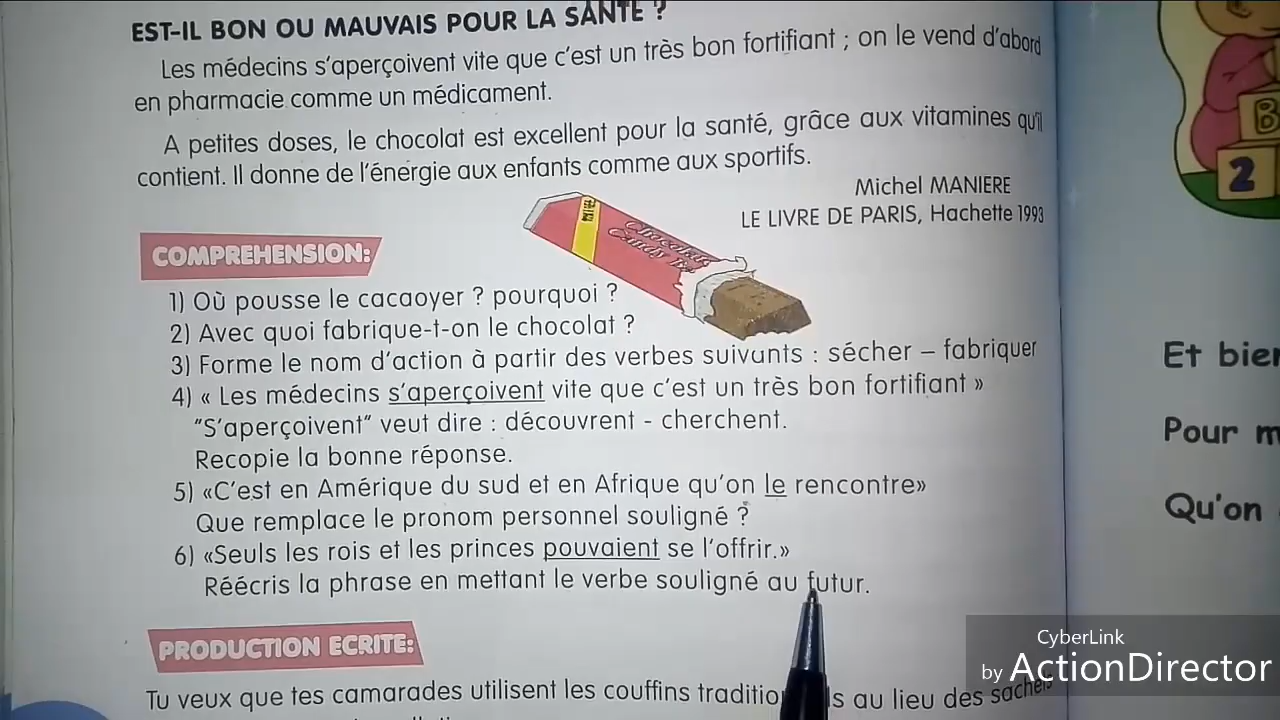 EST-IL BON OU MAUVAIS POUR LA SANTE ?
Les médecins s'aperçoivent vite que c'est un très bon fortifiant ; on le vend d'abord
en pharmacie comme un médicament.
A petites doses, le chocolat est excellent pour la santé, grâce aux vitamines qu'il
contient. Il donne de l'énergie aux enfants comme aux sportifs.
Michel MANIERE
LE LIVRE DE PARIS, Hachette 1993
Chocolate
Candy
COMPREHENSION:
1) Où pousse le cacaoyer ? pourquoi ?
2) Avec quoi fabrique-t-on le chocolat ?
3) Forme le nom d'action à partir des verbes suivants : sécher – fabriquer
4) « Les médecins s'aperçoivent vite que c'est un très bon fortifiant »
"S'aperçoivent" veut dire : découvrent - cherchent.
Recopie la bonne réponse.
5) «C'est en Amérique du sud et en Afrique qu'on le rencontre»
Que remplace le pronom personnel souligné ?
6) «Seuls les rois et les princes pouvaient se l'offrir.»
Réécris la phrase en mettant le verbe souligné au futur.
PRODUCTION ECRITE:
Tu veux que tes camarades utilisent les couffins au lieu des sachets
B
2
Et bien
Pour m
Qu'on
CyberLink
by ActionDirector